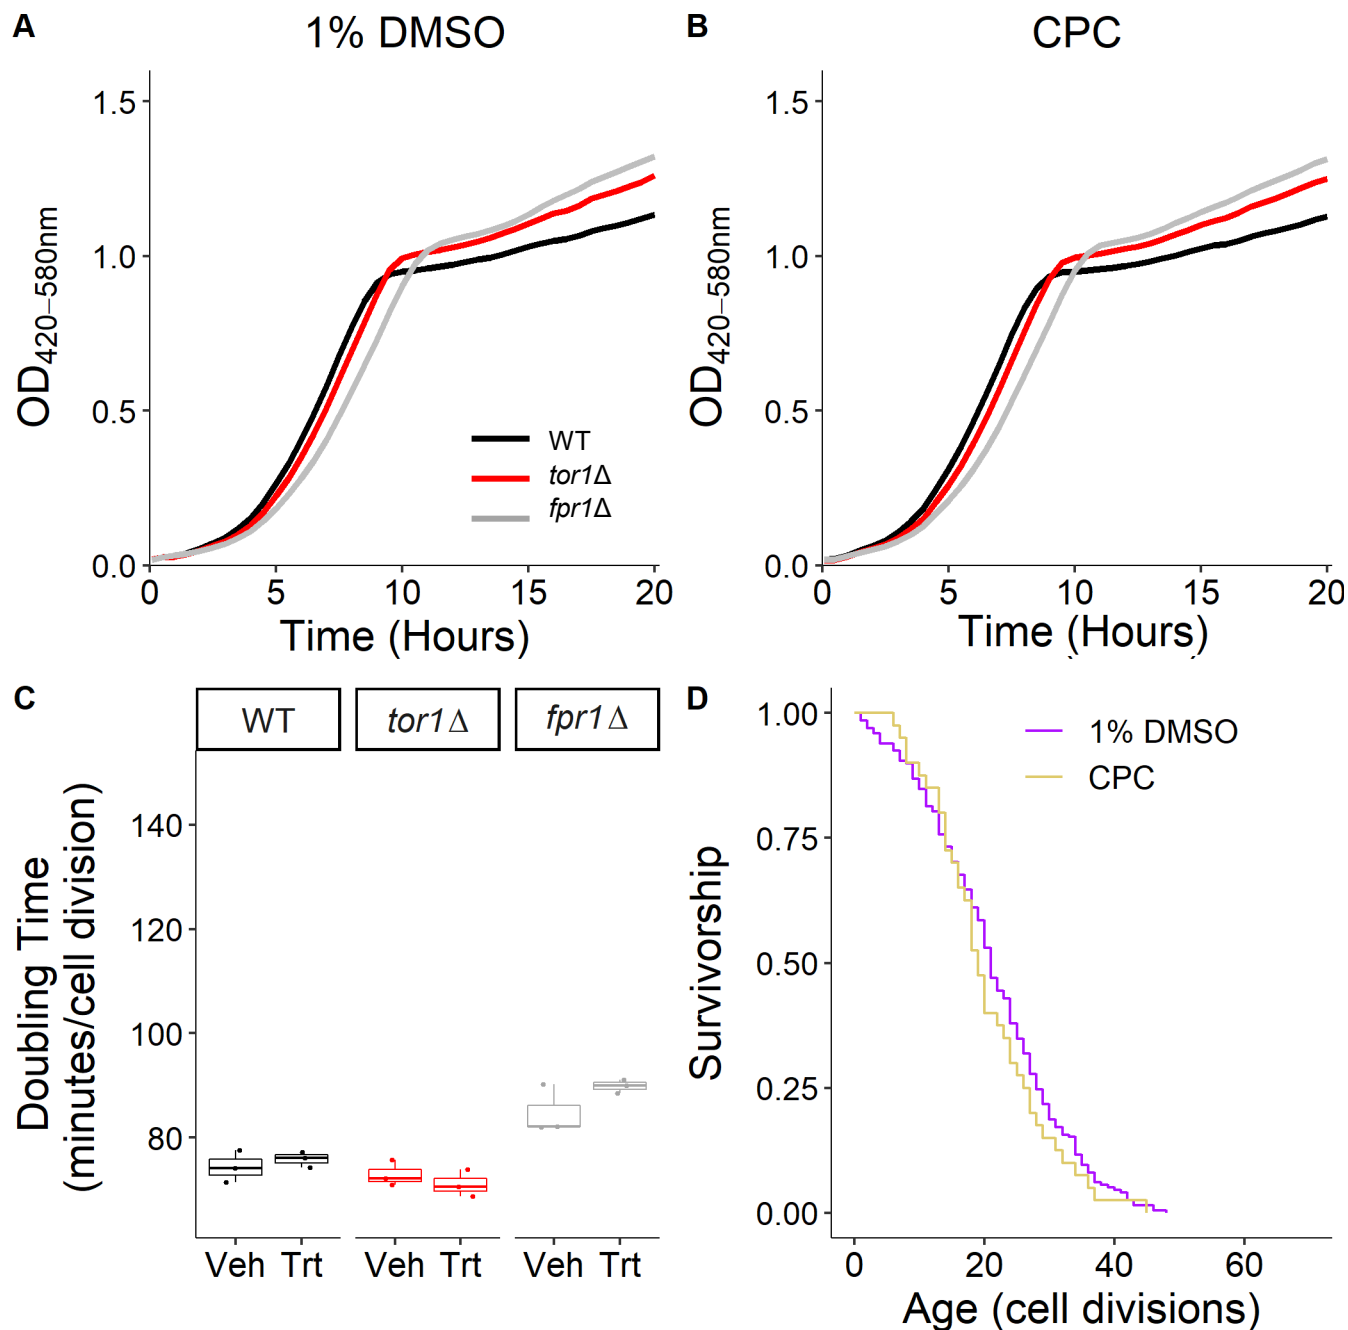 A
1% DMSO
1.5
1.0
0.5
0.0
OD420–580nm
WT
tor1Δ
fpr1Δ
0
5
10
15
20
Time (Hours)
B
CPC
1.5
1.0
0.5
0.0
OD420–580nm
0
5
10
15
20
Time (Hours)
C
WT
tor1Δ
fpr1Δ
Doubling Time
(minutes/cell division)
140
120
100
80
Veh
Trt
Veh
Trt
Veh
Trt
D
1.00
0.75
0.50
0.25
0.00
Survivorship
1% DMSO
CPC
0
20
40
60
Age (cell divisions)